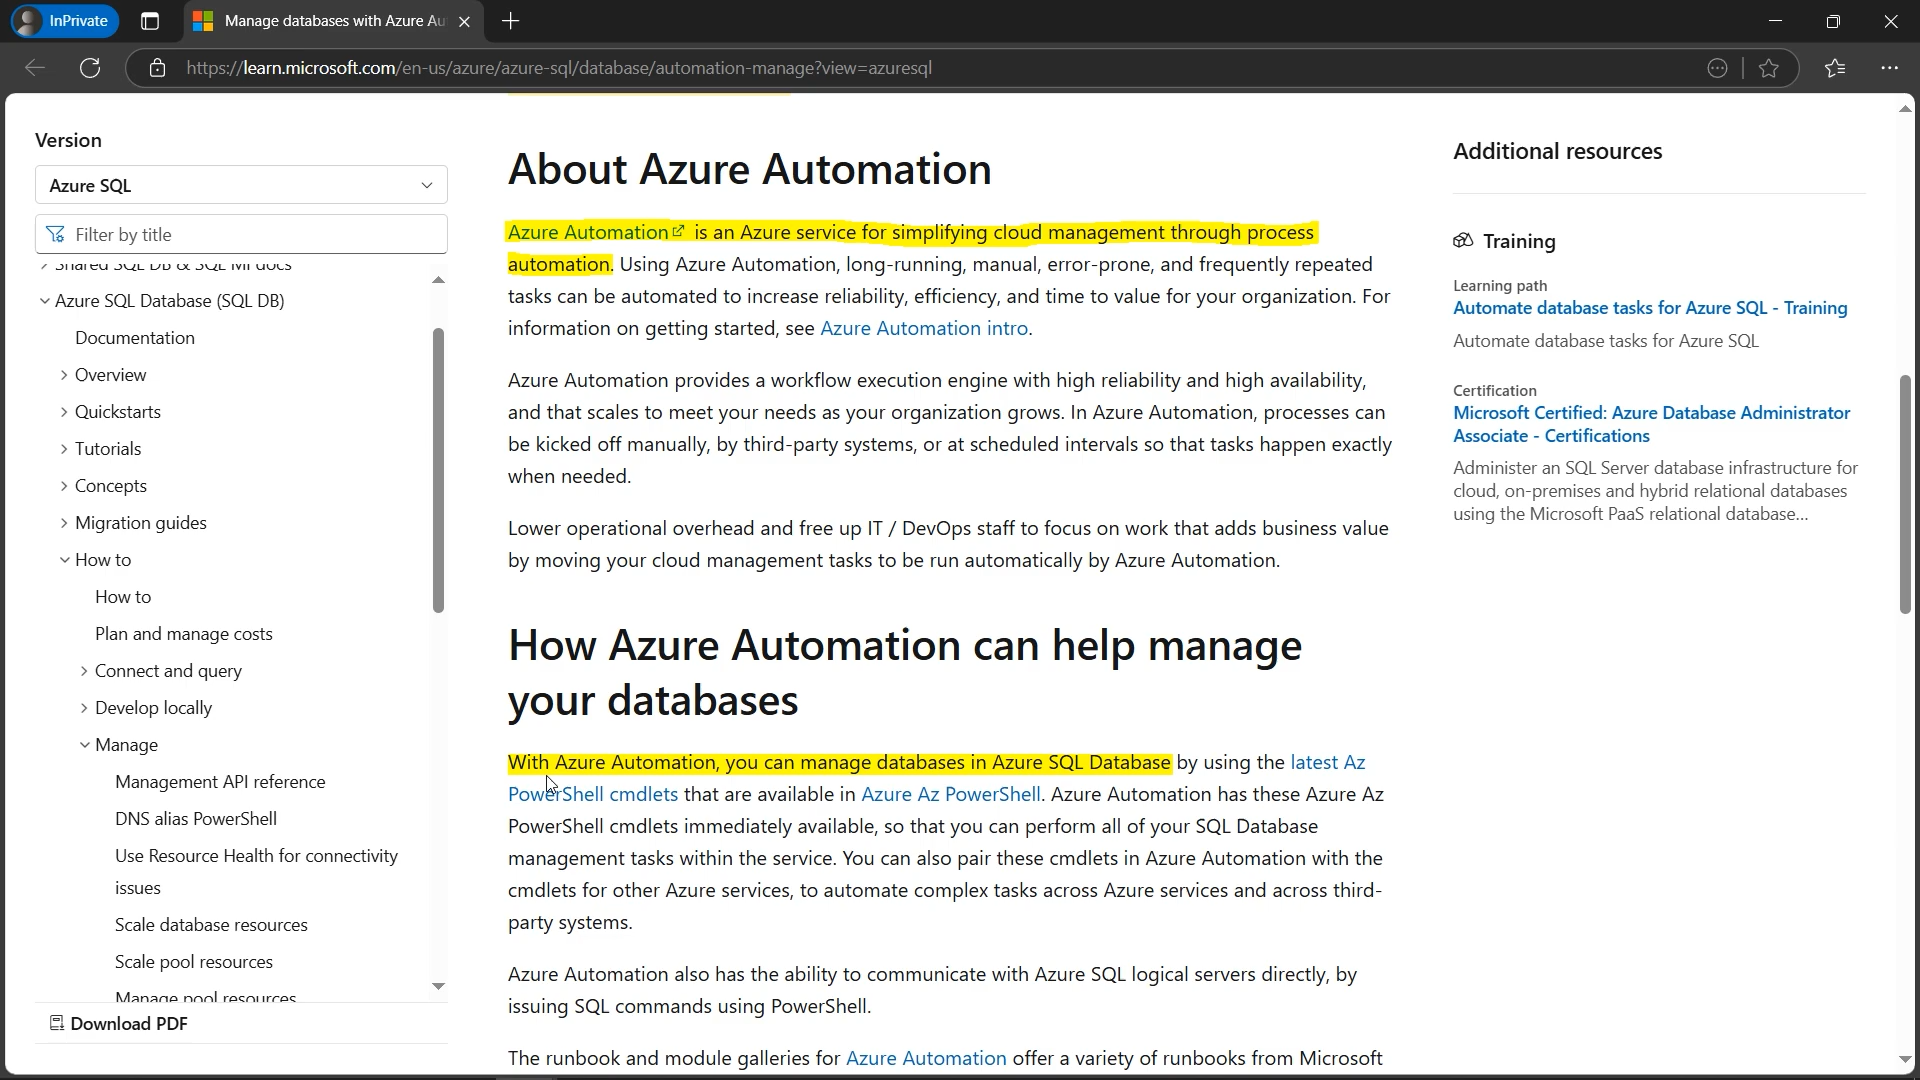 InPrivate
Manage databases with Azure Au
https://learn.microsoft.com/en-us/azure/azure-sql/database/automation-manage?view=azuresql
Version
Azure SQL
Filter by title
Shared SQL DB & SQL MI docs
Azure SQL Database (SQL DB)
Documentation
Overview
Quickstarts
Tutorials
Concepts
Migration guides
How to
How to
Plan and manage costs
Connect and query
Develop locally
Manage
Management API reference
DNS alias PowerShell
Use Resource Health for connectivity
issues
Scale database resources
Scale pool resources
Manage pool resources
Download PDF
About Azure Automation
Azure Automation is an Azure service for simplifying cloud management through process
automation. Using Azure Automation, long-running, manual, error-prone, and frequently repeated
tasks can be automated to increase reliability, efficiency, and time to value for your organization. For
information on getting started, see Azure Automation intro.
Azure Automation provides a workflow execution engine with high reliability and high availability,
and that scales to meet your needs as your organization grows. In Azure Automation, processes can
be kicked off manually, by third-party systems, or at scheduled intervals so that tasks happen exactly
when needed.
Lower operational overhead and free up IT / DevOps staff to focus on work that adds business value
by moving your cloud management tasks to be run automatically by Azure Automation.
How Azure Automation can help manage
your databases
With Azure Automation, you can manage databases in Azure SQL Database by using the latest Az
PowerShell cmdlets that are available in Azure Az PowerShell. Azure Automation has these Azure Az
PowerShell cmdlets immediately available, so that you can perform all of your SQL Database
management tasks within the service. You can also pair these cmdlets in Azure Automation with the
cmdlets for other Azure services, to automate complex tasks across Azure services and across third-
party systems.
Azure Automation also has the ability to communicate with Azure SQL logical servers directly, by
issuing SQL commands using PowerShell.
The runbook and module galleries for Azure Automation offer a variety of runbooks from Microsoft
Additional resources
Training
Learning path
Automate database tasks for Azure SQL - Training
Automate database tasks for Azure SQL
Certification
Microsoft Certified: Azure Database Administrator
Associate - Certifications
Administer an SQL Server database infrastructure for
cloud, on-premises and hybrid relational databases
using the Microsoft PaaS relational database...